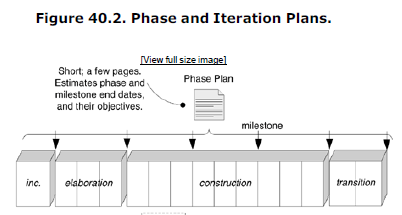 Figure 40.2. Phase and Iteration Plans.
[View full size image]
Short; a few pages.
Estimates phase and
milestone end dates,
and their objectives.
Phase Plan
milestone
inc.
elaboration
construction
transition